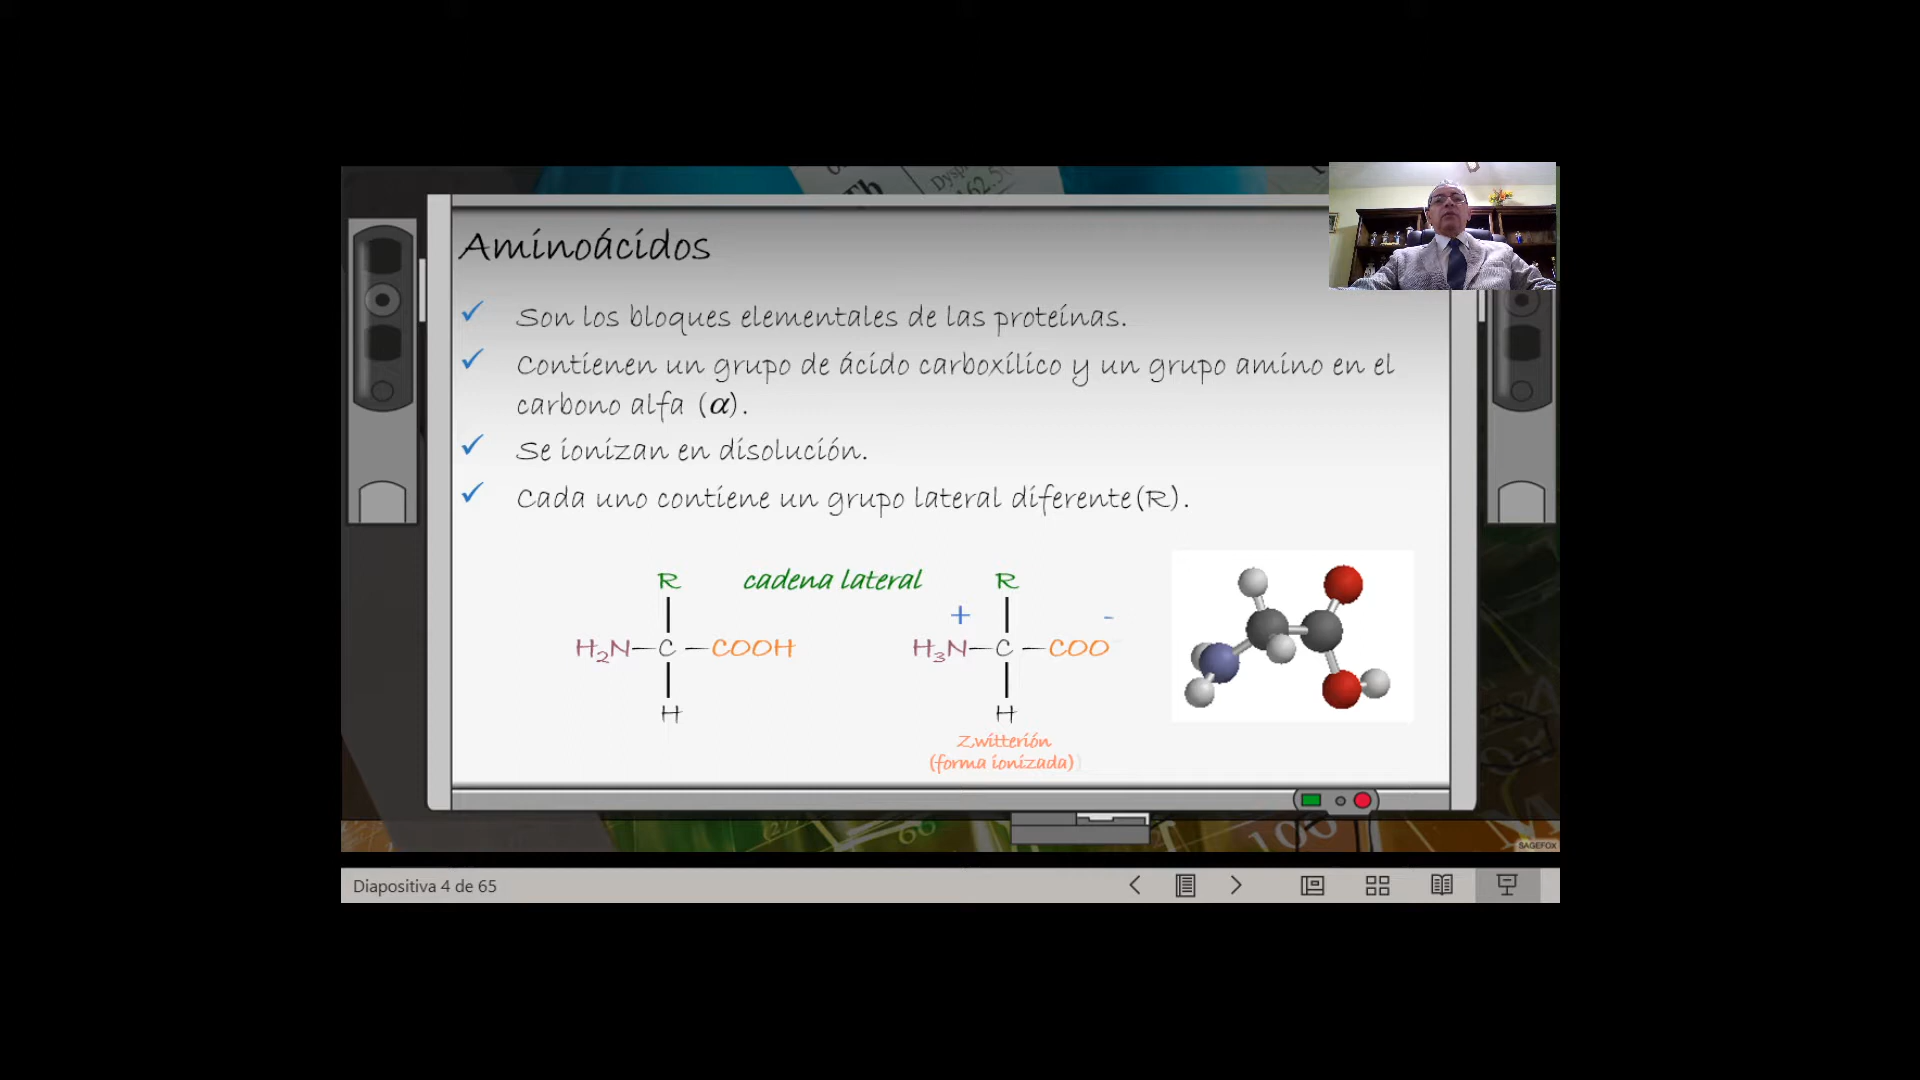 Aminoácidos
Son los bloques elementales de las proteínas.
Contienen un grupo de ácido carboxílico y un grupo amino en el
carbono alfa (α).
Se ionizan en disolución.
Cada uno contiene un grupo lateral diferente(R).
R cadena lateral R
+ -
H₂N—C—COOH H₃N—C—COO
H H
Zwitterión
(forma ionizada)
100
SAGEFOX
Diapositiva 4 de 65